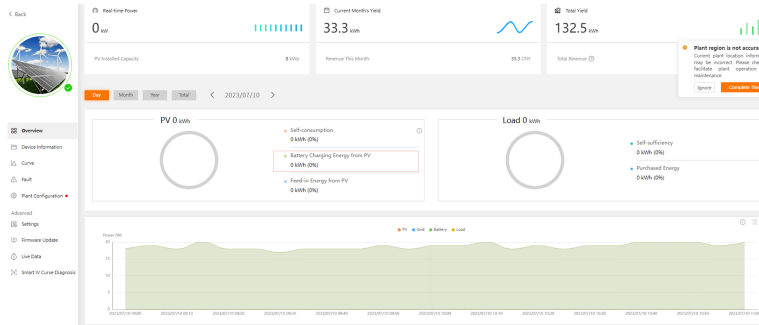 < Back
Real-time Power
0 kW
PV Installed Capacity
8 kWp
Current Month's Yield
33.3 kWh
Revenue This Month
33.3 CNY
Total Yield
132.5 kWh
Total Revenue
Plant region is not accura
Current plant location inform
may be incorrect. Please che
facilitate plant operation
maintenance.
Ignore
Complete The
Day
Month
Year
Total
< 2023/07/10 >
Overview
Device Information
Curve
Fault
Plant Configuration
Advanced
Settings
Firmware Update
Live Data
Smart IV Curve Diagnosis
PV 0 kWh
Self-consumption
0 kWh (0%)
Battery Charging Energy from PV
0 kWh (0%)
Feed-in Energy from PV
0 kWh (0%)
Load 0 kWh
Self-sufficiency
0 kWh (0%)
Purchased Energy
0 kWh (0%)
PV
Grid
Battery
Load
Power (W)
20
15
10
5
0